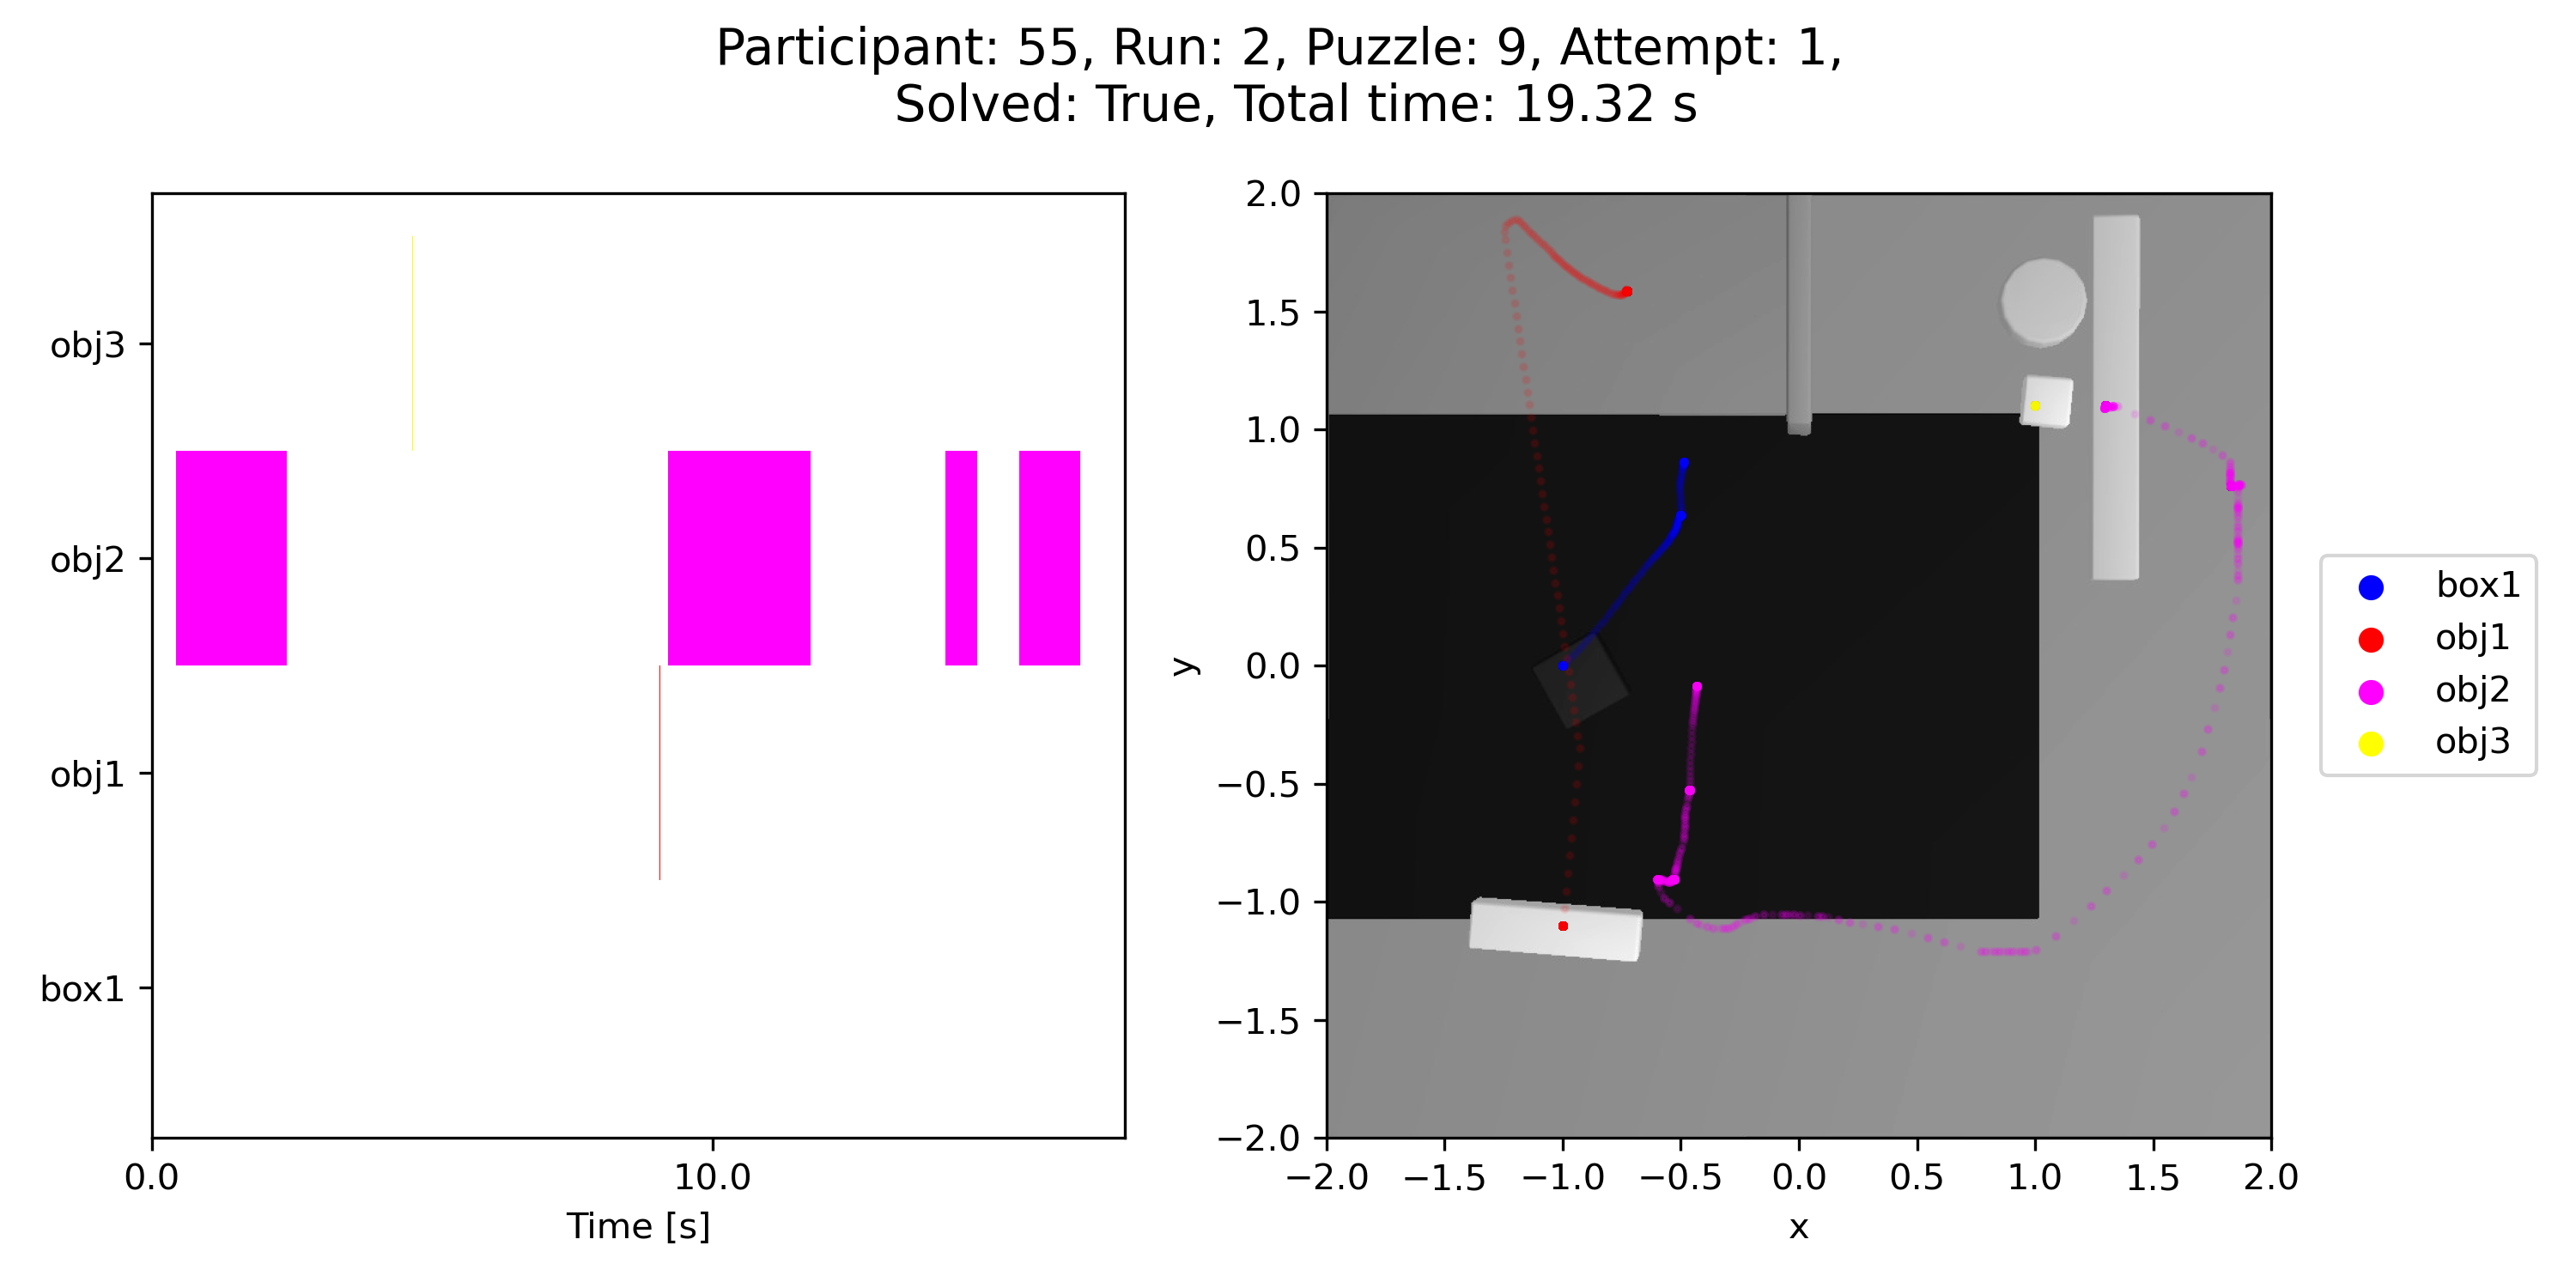 Participant: 55, Run: 2, Puzzle: 9, Attempt: 1,
Solved: True, Total time: 19.32 s
obj3
obj2
obj1
box1
0.0
10.0
Time [s]
2.0
1.5
1.0
0.5
0.0
−0.5
−1.0
−1.5
−2.0
y
−2.0 −1.5 −1.0 −0.5 0.0 0.5 1.0 1.5 2.0
x
box1
obj1
obj2
obj3